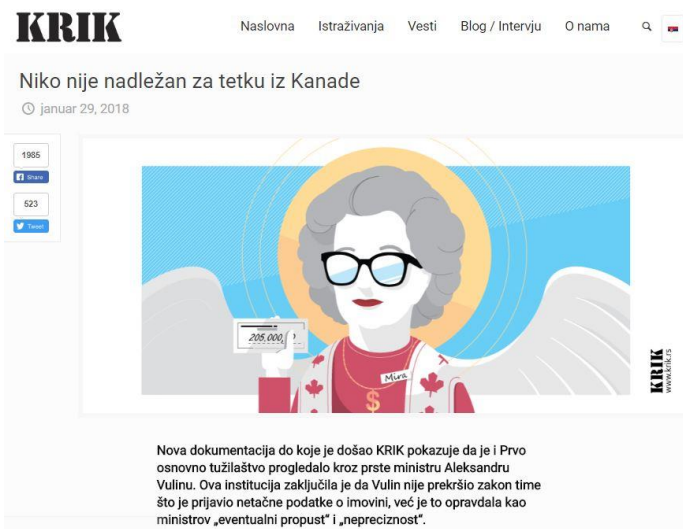 KRIK
Naslovna Istraživanja Vesti Blog / Intervju O nama
Niko nije nadležan za tetku iz Kanade
januar 29, 2018
1985
Share
523
Tweet
205.000,
Mira
$
KRIK
www.krik.rs
Nova dokumentacija do koje je došao KRIK pokazuje da je i Prvo
osnovno tužilaštvo progledalo kroz prste ministru Aleksandru
Vulinu. Ova institucija zaključila je da Vulin nije prekršio zakon time
što je prijavio netačne podatke o imovini, već je to opravdala kao
ministrov „eventualni propust“ i „nepreciznost“.